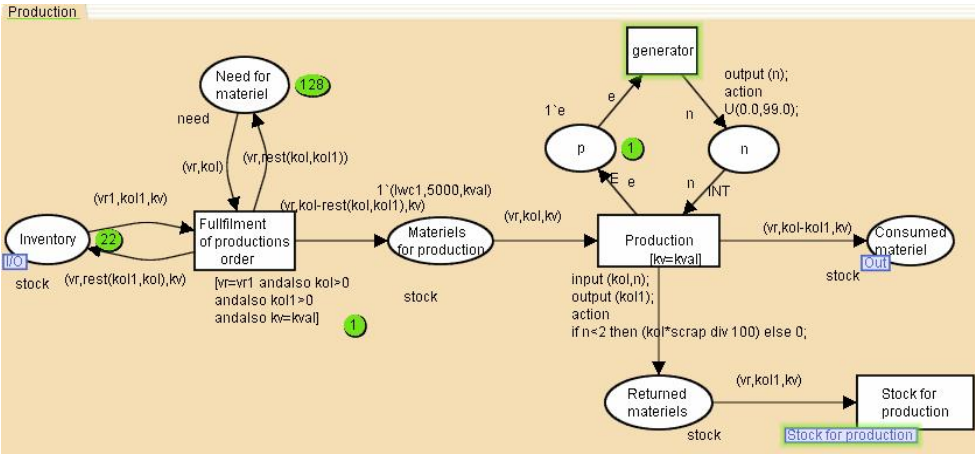 Production
Need for
materiel
128
need
(vr,kol)
(vr,rest(kol,kol1))
(vr1,kol1,kv)
Inventory
22
I/O
stock
(vr,rest(kol1,kol),kv)
Fullfilment
of productions
order
[vr=vr1 andalso kol>0
andalso kol1>0
andalso kv=kval]
1
(vr,kol-rest(kol,kol1),kv)
1`(lwc1,5000,kval)
Materiels
for production
stock
(vr,kol,kv)
generator
output (n);
action
U(0.0,99.0);
e
1`e
n
p
1
E
e
n
n
INT
Production
[kv=kval]
input (kol,n);
output (kol1);
action
if n<2 then (kol*scrap div 100) else 0;
(vr,kol-kol1,kv)
Consumed
materiel
Out
stock
Returned
materiels
stock
(vr,kol1,kv)
Stock for
production
Stock for production